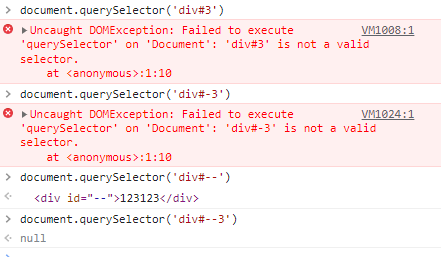 document.querySelector('div#3')
Uncaught DOMException: Failed to execute VM1008:1
'querySelector' on 'Document': 'div#3' is not a valid
selector.
at <anonymous>:1:10
document.querySelector('div#-3')
Uncaught DOMException: Failed to execute VM1024:1
'querySelector' on 'Document': 'div#-3' is not a valid
selector.
at <anonymous>:1:10
document.querySelector('div#--')
<div id="--">123123</div>
document.querySelector('div#--3')
null